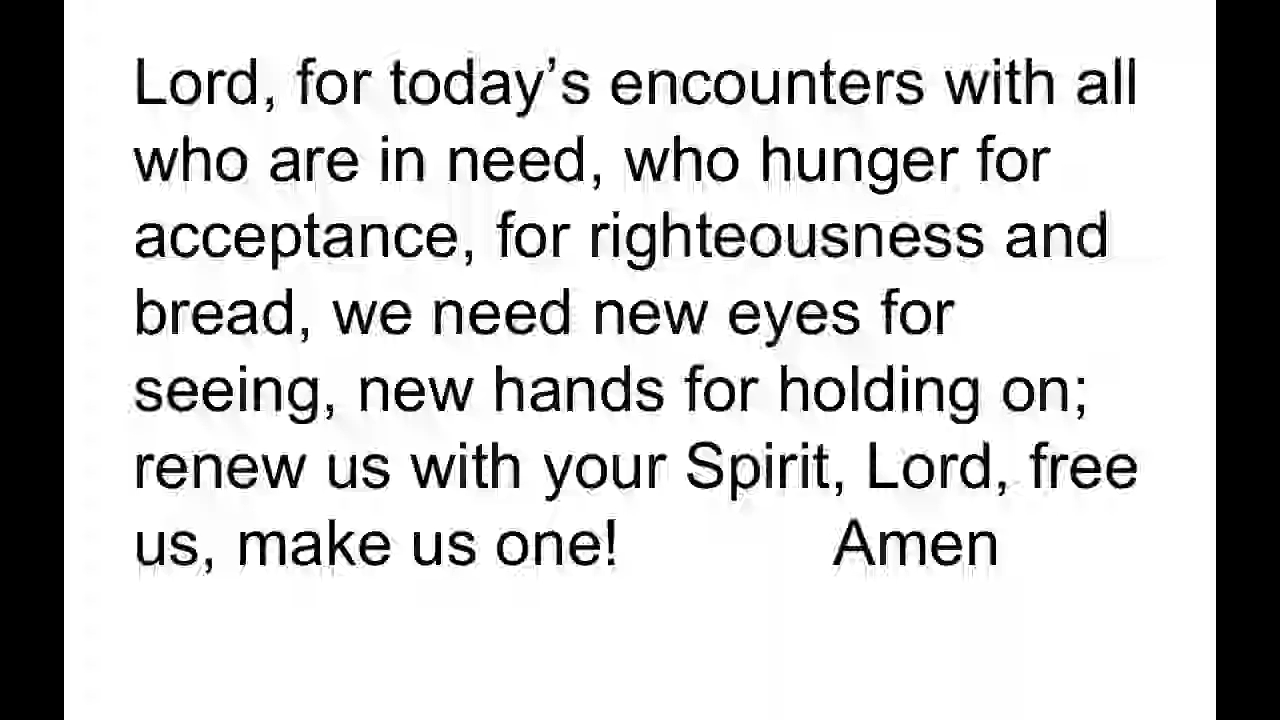 Lord, for today’s encounters with all
who are in need, who hunger for
acceptance, for righteousness and
bread, we need new eyes for
seeing, new hands for holding on;
renew us with your Spirit, Lord, free
us, make us one! Amen